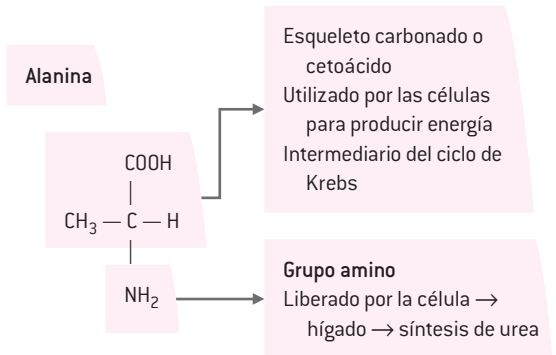 Alanina
COOH
CH₃ — C — H
NH₂
Esqueleto carbonado o
cetoácido
Utilizado por las células
para producir energía
Intermediario del ciclo de
Krebs
Grupo amino
Liberado por la célula →
hígado → síntesis de urea